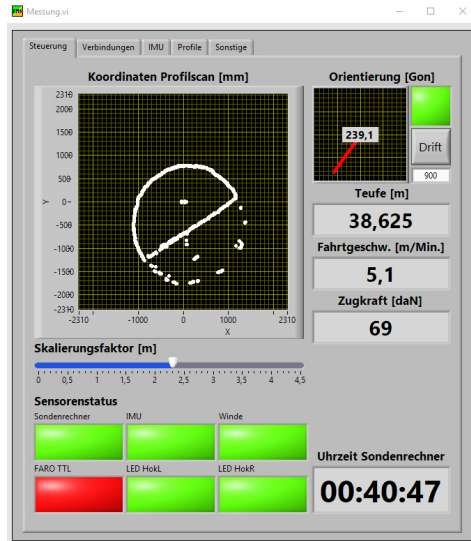 Messung.vi
Steuerung Verbindungen IMU Profile Sonstige
Koordinaten Profilscan [mm]
Orientierung [Gon]
2310
2000
1500
1000
500
0
-500
-1000
-1500
-2000
-2310
Y
-2310 -1000 0 1000 2310
X
239,1
Drift
900
Teufe [m]
38,625
Fahrtgeschw. [m/Min.]
5,1
Zugkraft [daN]
69
Skalierungsfaktor [m]
0 0,5 1 1,5 2 2,5 3 3,5 4 4,5
Sensorenstatus
Sondenrechner IMU Winde
FARO TTL LED HokL LED HokR
Uhrzeit Sondenrechner
00:40:47